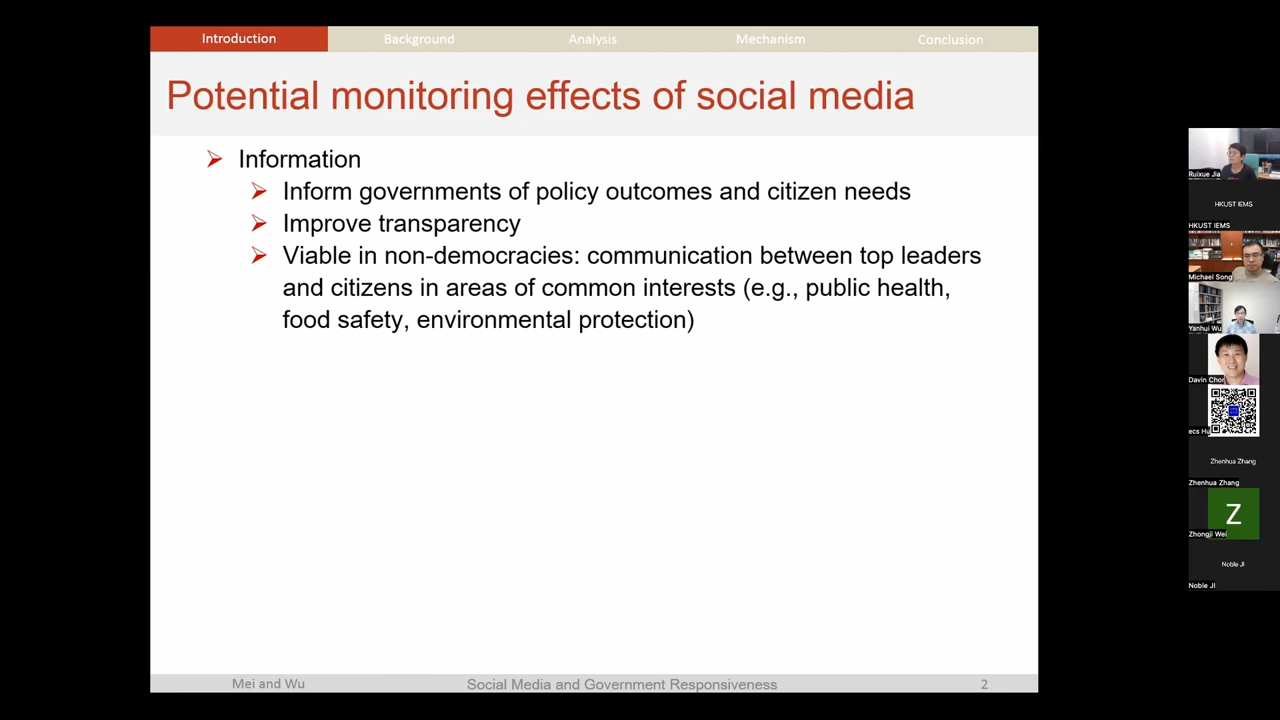 Introduction
Background
Analysis
Mechanism
Conclusion
Potential monitoring effects of social media
Information
Inform governments of policy outcomes and citizen needs
Improve transparency
Viable in non-democracies: communication between top leaders
and citizens in areas of common interests (e.g., public health,
food safety, environmental protection)
Mei and Wu
Social Media and Government Responsiveness
2
Ruixue Jia
HKUST IEMS
HKUST IEMS
Michael Song
Yanhui Wu
Davin Chor
ecs Hu
Zhenhua Zhang
Zhenhua Zhang
Z
Zhongji Wei
Noble JI
Noble JI